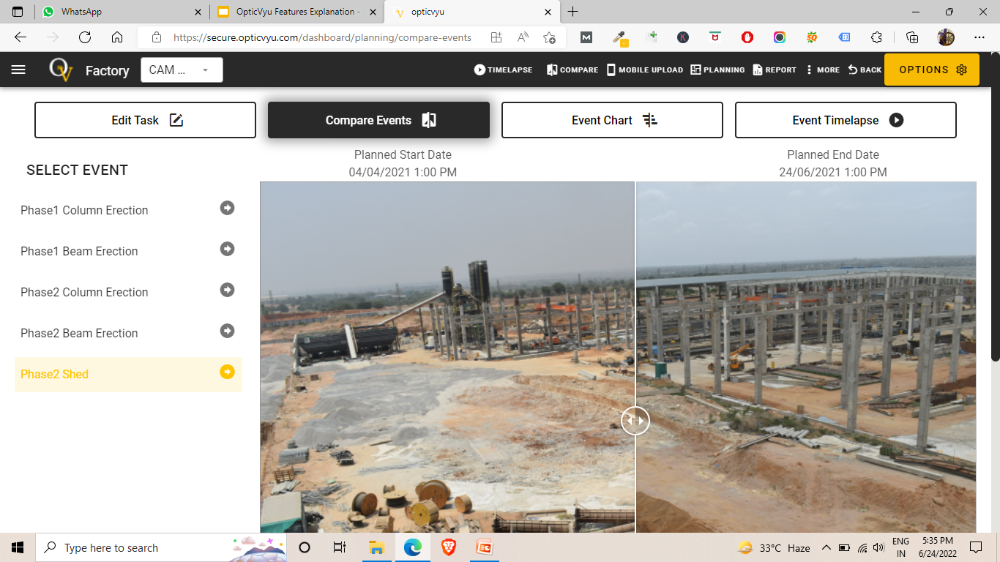 WhatsApp
OpticVyu Features Explanation -
opticvyu
https://secure.opticvyu.com/dashboard/planning/compare-events
Factory
CAM ...
TIMELAPSE
COMPARE
MOBILE UPLOAD
PLANNING
REPORT
MORE
BACK
OPTIONS
Edit Task
Compare Events
Event Chart
Event Timelapse
SELECT EVENT
Phase1 Column Erection
Phase1 Beam Erection
Phase2 Column Erection
Phase2 Beam Erection
Phase2 Shed
Planned Start Date
04/04/2021 1:00 PM
Planned End Date
24/06/2021 1:00 PM
Type here to search
33°C Haze
ENG
IN
5:35 PM
6/24/2022